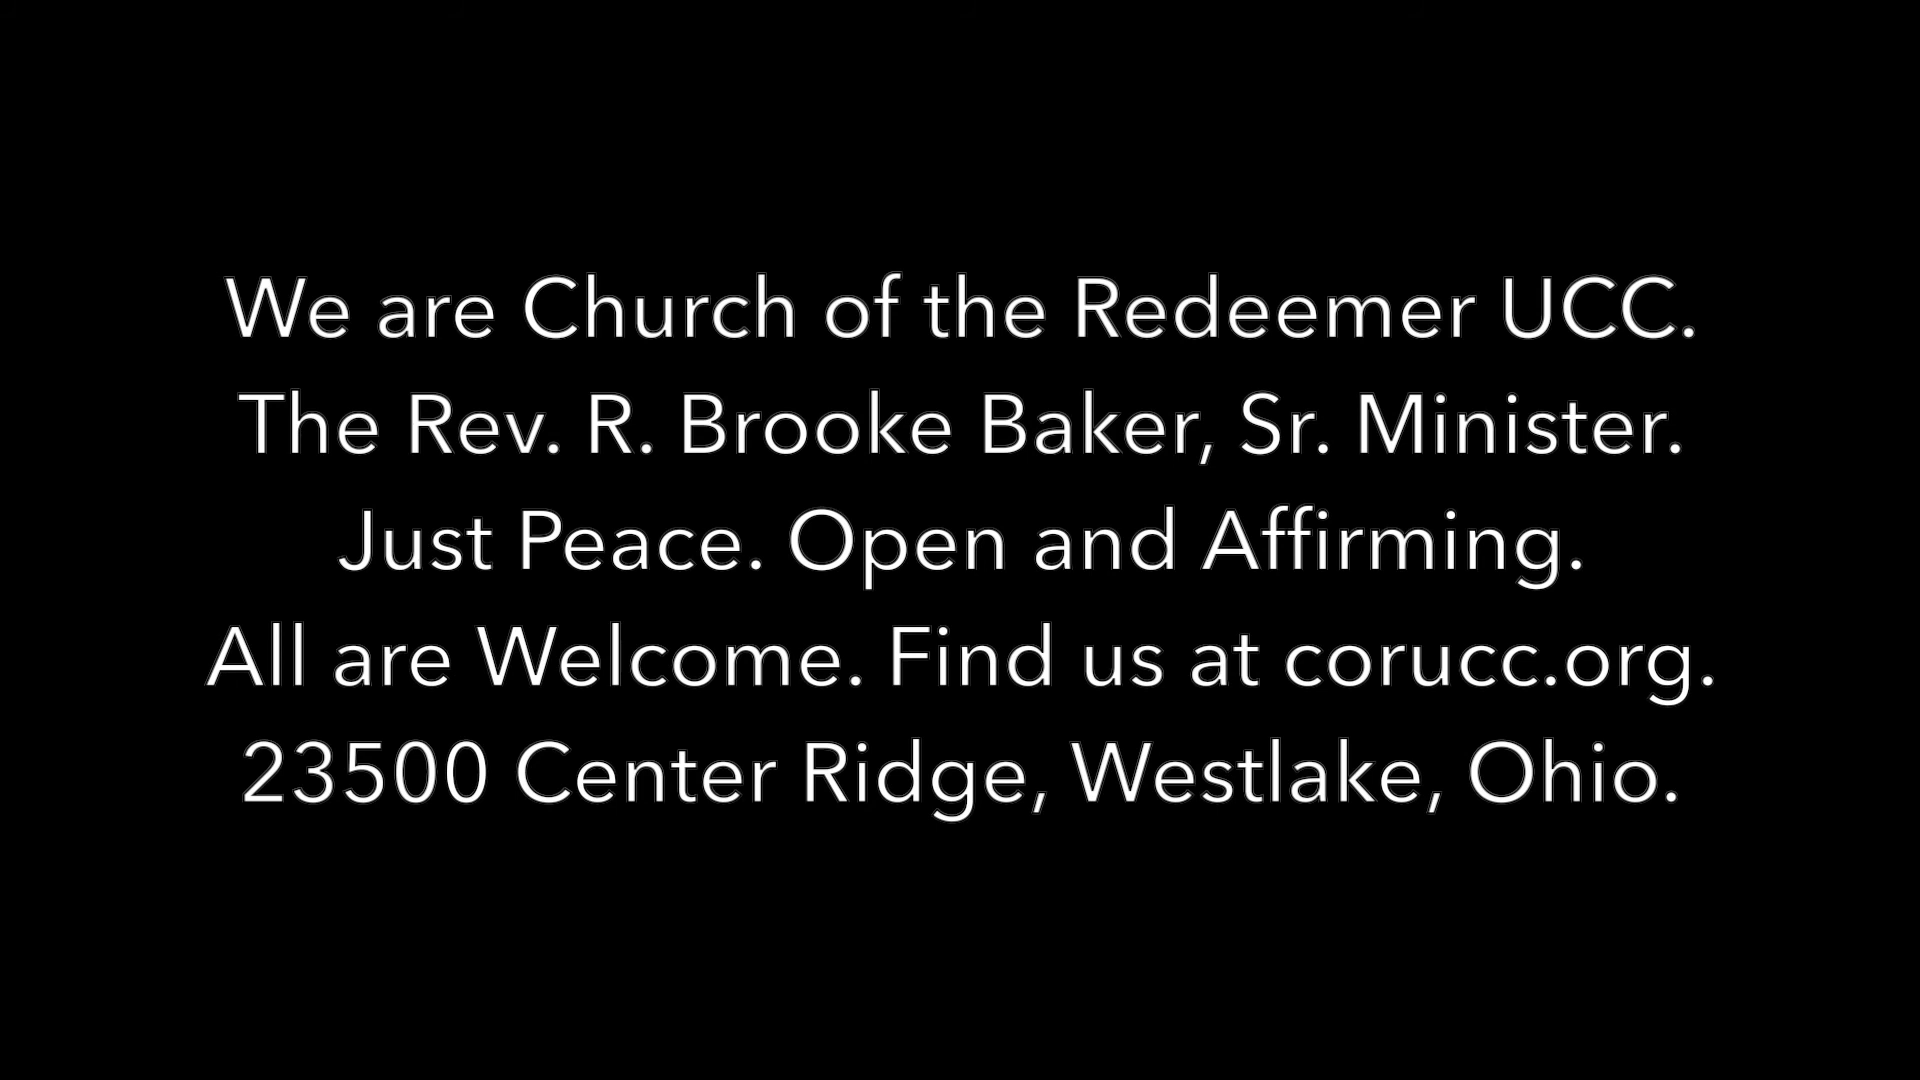 We are Church of the Redeemer UCC.
The Rev. R. Brooke Baker, Sr. Minister.
Just Peace. Open and Affirming.
All are Welcome. Find us at corucc.org.
23500 Center Ridge, Westlake, Ohio.